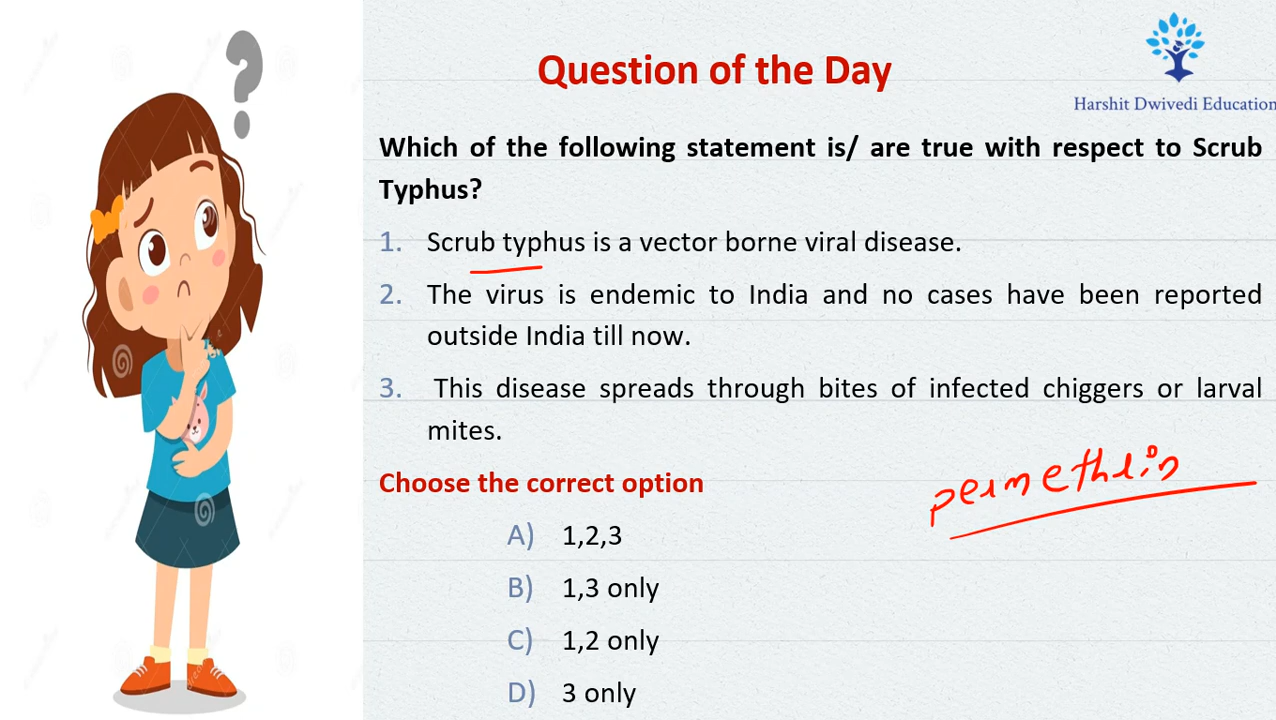 Question of the Day
Harshit Dwivedi Education
Which of the following statement is/ are true with respect to Scrub
Typhus?
1. Scrub typhus is a vector borne viral disease.
2. The virus is endemic to India and no cases have been reported
outside India till now.
3. This disease spreads through bites of infected chiggers or larval
mites.
permethrin
Choose the correct option
A) 1,2,3
B) 1,3 only
C) 1,2 only
D) 3 only